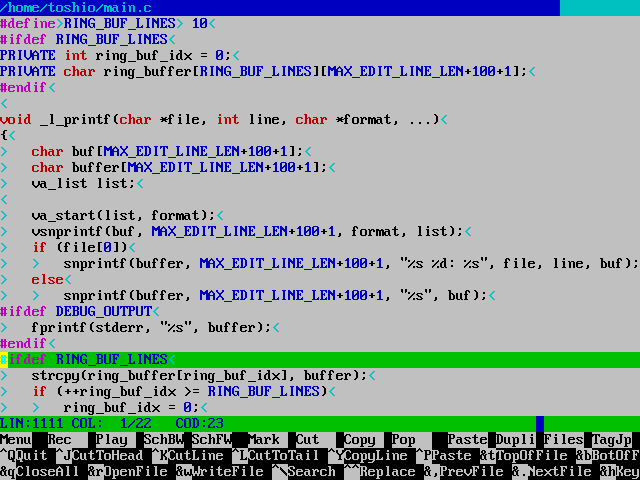 /home/toshio/main.c
#define>RING_BUF_LINES> 10<
#ifdef RING_BUF_LINES<
PRIVATE int ring_buf_idx = 0;<
PRIVATE char ring_buffer[RING_BUF_LINES][MAX_EDIT_LINE_LEN+100+1];<
#endif<
<
void _l_printf(char *file, int line, char *format, ...)<
{<
>   char buf[MAX_EDIT_LINE_LEN+100+1];<
>   char buffer[MAX_EDIT_LINE_LEN+100+1];<
>   va_list list;<
<
>   va_start(list, format);<
>   vsnprintf(buf, MAX_EDIT_LINE_LEN+100+1, format, list);<
>   if (file[0])<
>   >   snprintf(buffer, MAX_EDIT_LINE_LEN+100+1, "%s %d: %s", file, line, buf);
>   else<
>   >   snprintf(buffer, MAX_EDIT_LINE_LEN+100+1, "%s", buf);<
#ifdef DEBUG_OUTPUT<
>   fprintf(stderr, "%s", buffer);<
#endif<
#ifdef RING_BUF_LINES<
>   strcpy(ring_buffer[ring_buf_idx], buffer);<
>   if (++ring_buf_idx >= RING_BUF_LINES)<
>   >   ring_buf_idx = 0;<
LIN:1111 COL:  1/22   COD:23
Menu  Rec   Play  SchBW SchFW Mark  Cut   Copy  Pop   Paste Dupli Files TagJp
^QQuit ^JCutToHead ^KCutLine ^LCutToTail ^YCopyLine ^PPaste &tTopOfFile &bBotOfF
&qCloseAll &rOpenFile &wWriteFile ^\Search ^^Replace &,PrevFile &.NextFile &hKey